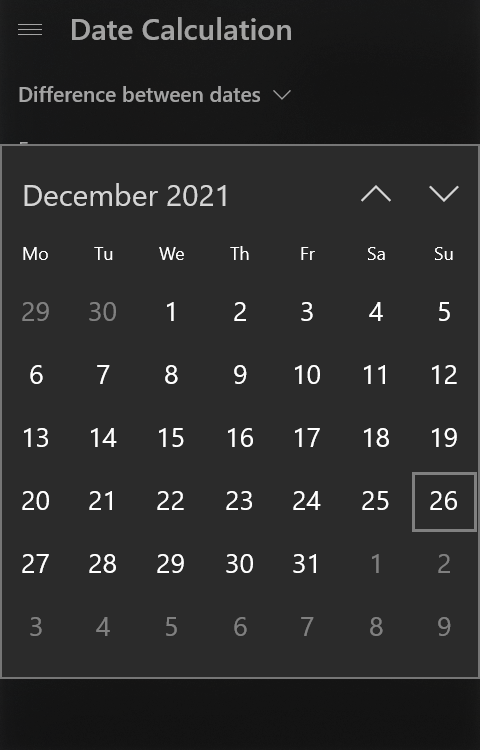 Date Calculation
Difference between dates
December 2021
Mo Tu We Th Fr Sa Su
29 30 1 2 3 4 5
6 7 8 9 10 11 12
13 14 15 16 17 18 19
20 21 22 23 24 25 26
27 28 29 30 31 1 2
3 4 5 6 7 8 9